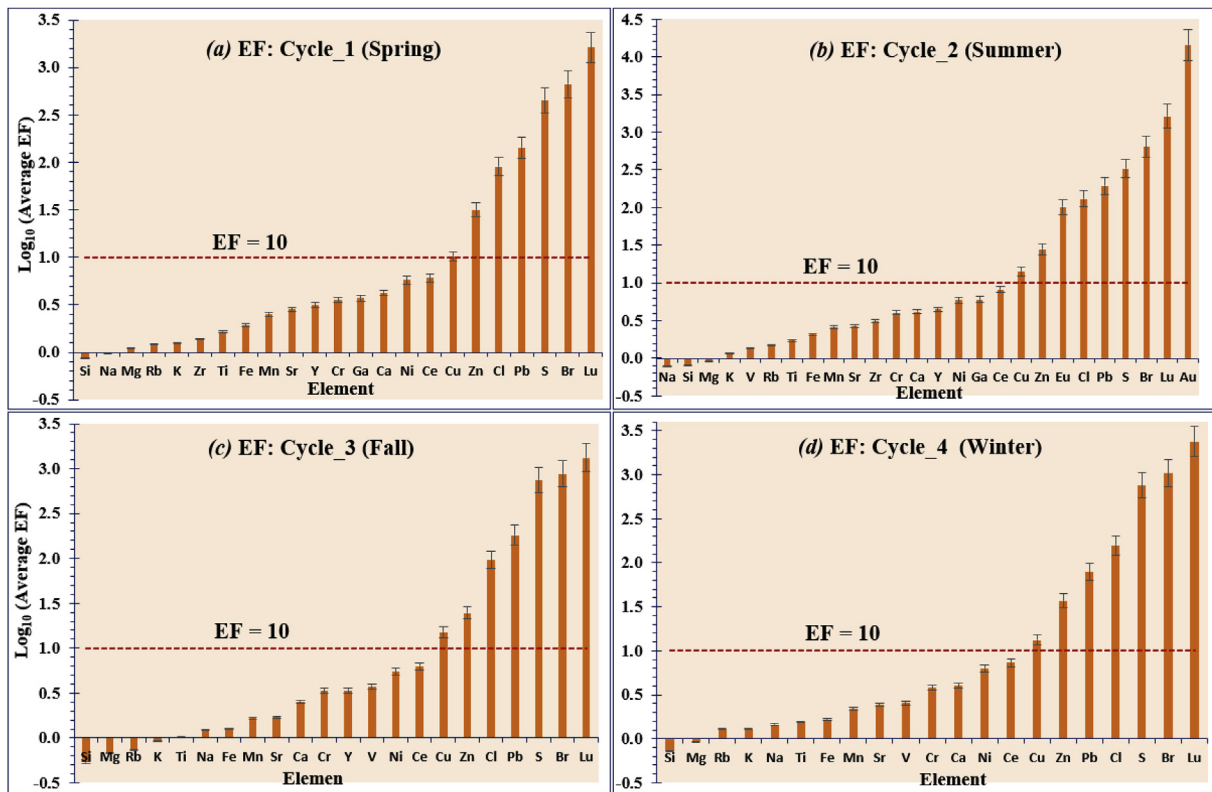 (a) EF: Cycle_1 (Spring)
Log₁₀ (Average EF)
3.5
3.0
2.5
2.0
1.5
1.0
0.5
0.0
-0.5
EF = 10
Si Na Mg Rb K Zr Ti Fe Mn Sr Y Cr Ga Ca Ni Ce Cu Zn Cl Pb S Br Lu
Element
(b) EF: Cycle_2 (Summer)
4.5
4.0
3.5
3.0
2.5
2.0
1.5
1.0
0.5
0.0
-0.5
EF = 10
Na Si Mg K V Rb Ti Fe Mn Sr Zr Cr Ca Y Ni Ga Ce Cu Zn Eu Cl Pb S Br Lu Au
Element
(c) EF: Cycle_3 (Fall)
Log₁₀ (Average EF)
3.5
3.0
2.5
2.0
1.5
1.0
0.5
0.0
-0.5
EF = 10
Si Mg Rb K Ti Na Fe Mn Sr Ca Cr Y V Ni Ce Cu Zn Cl Pb S Br Lu
Elemen
(d) EF: Cycle_4 (Winter)
3.5
3.0
2.5
2.0
1.5
1.0
0.5
0.0
-0.5
EF = 10
Si Mg Rb K Na Ti Fe Mn Sr V Cr Ca Ni Ce Cu Zn Pb Cl S Br Lu
Element